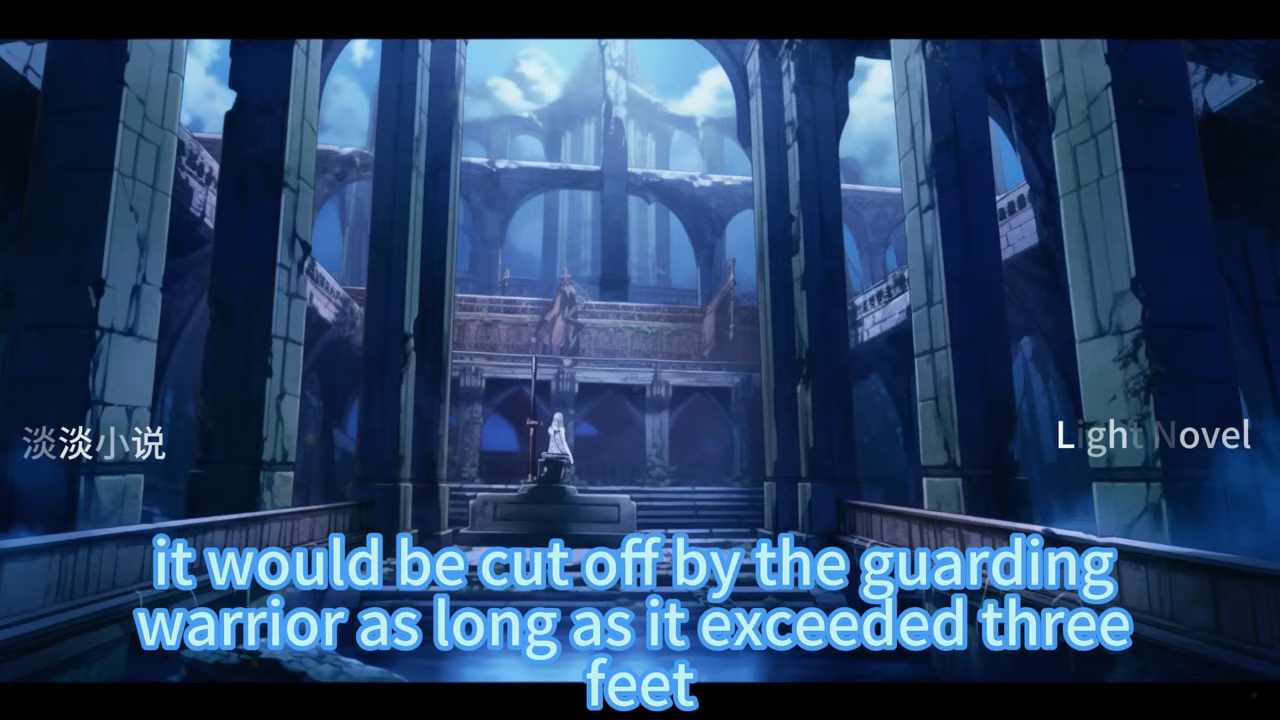 淡淡小说
Light Novel
it would be cut off by the guarding
warrior as long as it exceeded three
feet